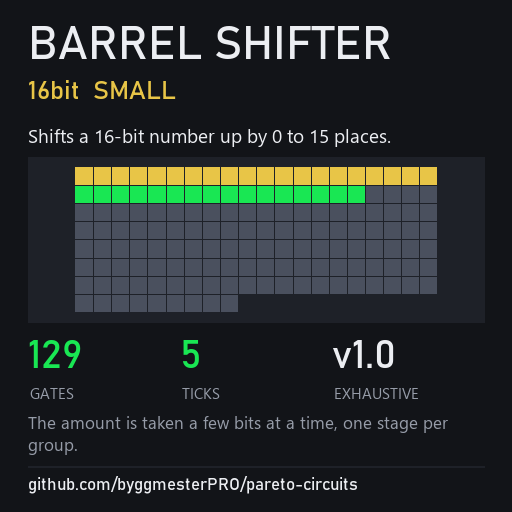 BARREL SHIFTER
16bit SMALL
Shifts a 16-bit number up by 0 to 15 places.
129 5 v1.0
GATES TICKS EXHAUSTIVE
The amount is taken a few bits at a time, one stage per
group.
github.com/byggmesterPRO/pareto-circuits